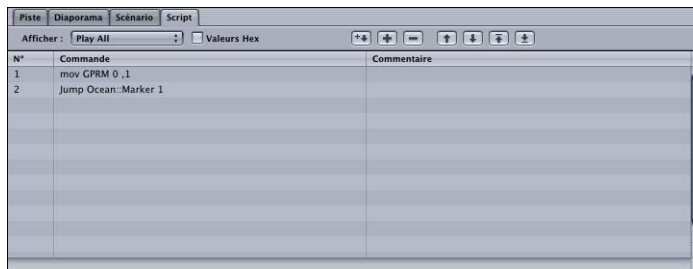 Piste Diaporama Scénario Script
Afficher : Play All Valeurs Hex
N° Commande Commentaire
1 mov GPRM 0 ,1
2 Jump Ocean::Marker 1